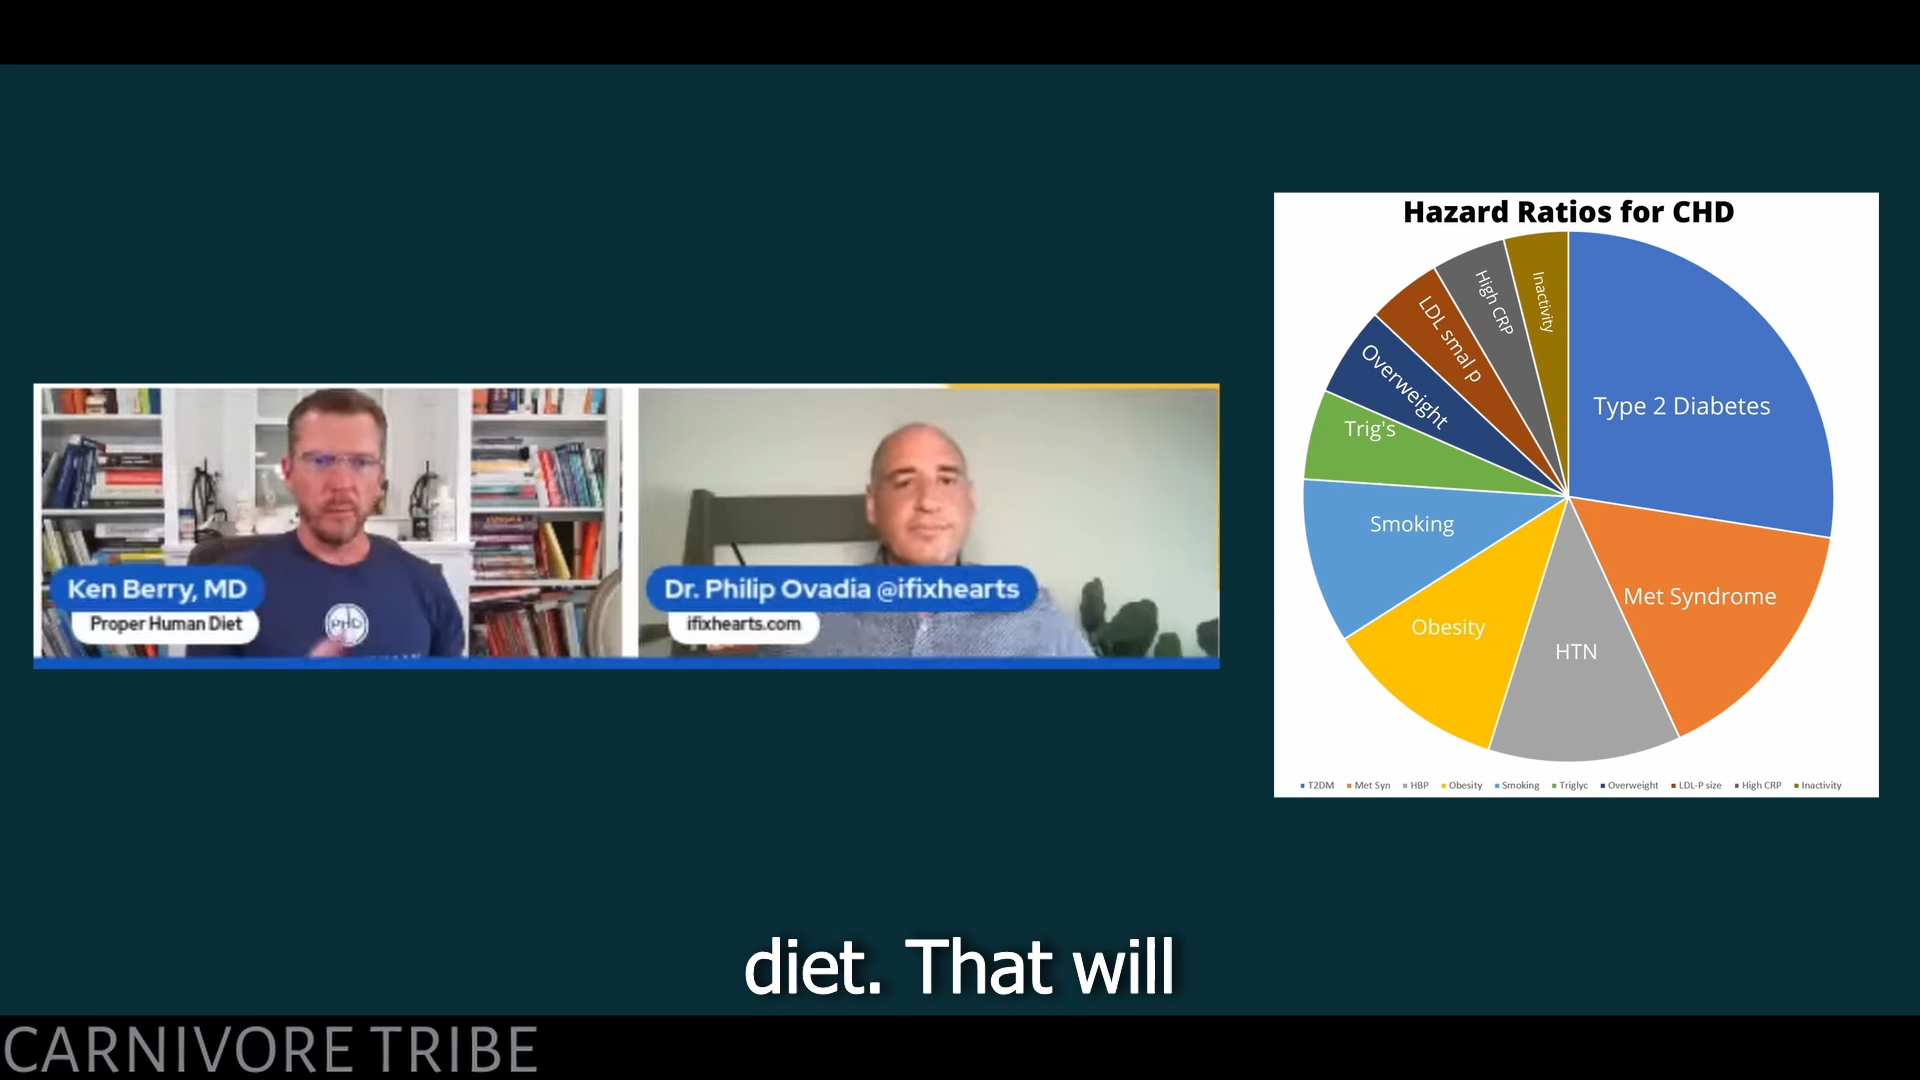 Hazard Ratios for CHD
Inactivity
High CRP
LDL smal p
Overweight
Trig's
Type 2 Diabetes
Smoking
Met Syndrome
Obesity
HTN
T2DM Met Syn HBP Obesity Smoking Triglyc Overweight LDL-P size High CRP Inactivity
Ken Berry, MD
Proper Human Diet
PHD
Dr. Philip Ovadia @ifixhearts
ifixhearts.com
diet. That will
CARNIVORE TRIBE